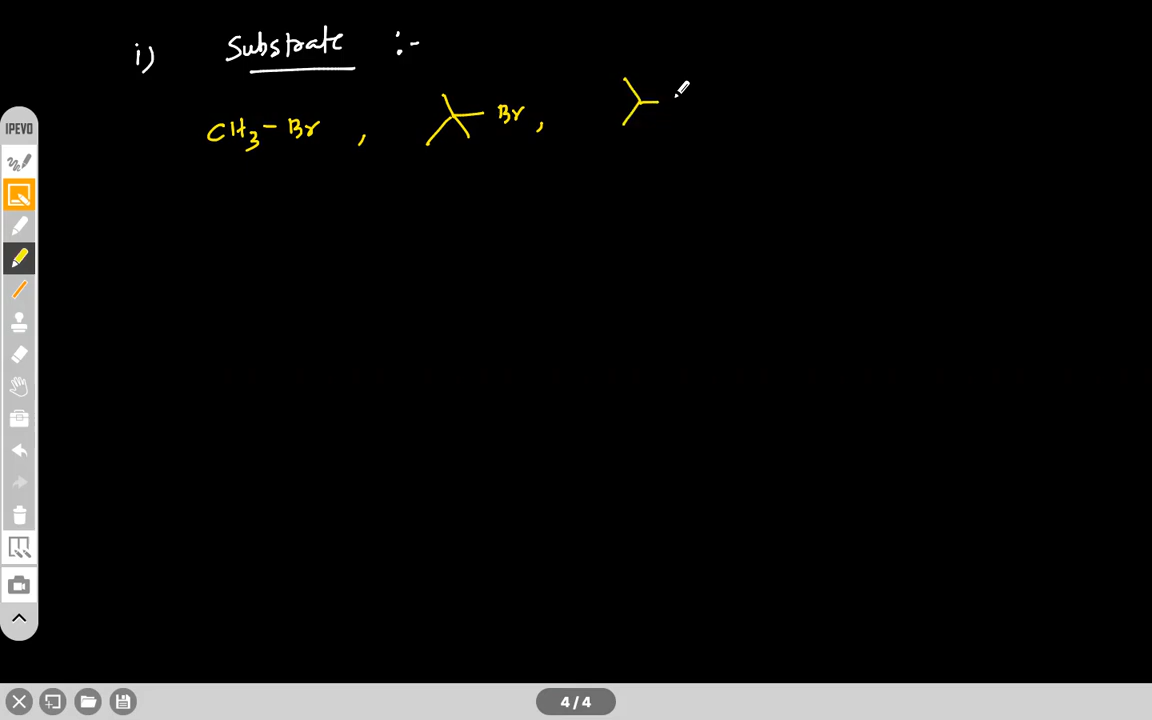 i) Substrate :-
CH3-Br , Br ,
IPEVO
4 / 4